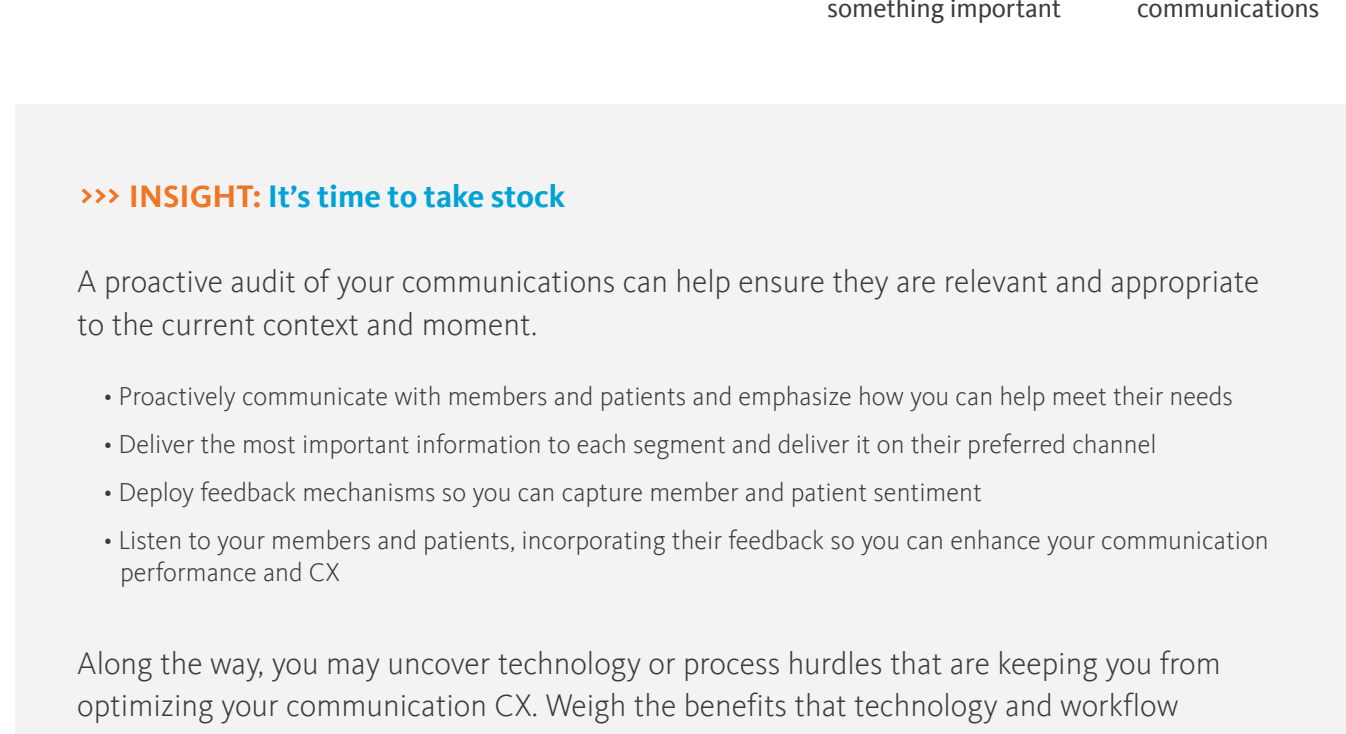 something important communications
>>> INSIGHT: It’s time to take stock
A proactive audit of your communications can help ensure they are relevant and appropriate
to the current context and moment.
• Proactively communicate with members and patients and emphasize how you can help meet their needs
• Deliver the most important information to each segment and deliver it on their preferred channel
• Deploy feedback mechanisms so you can capture member and patient sentiment
• Listen to your members and patients, incorporating their feedback so you can enhance your communication
performance and CX
Along the way, you may uncover technology or process hurdles that are keeping you from
optimizing your communication CX. Weigh the benefits that technology and workflow